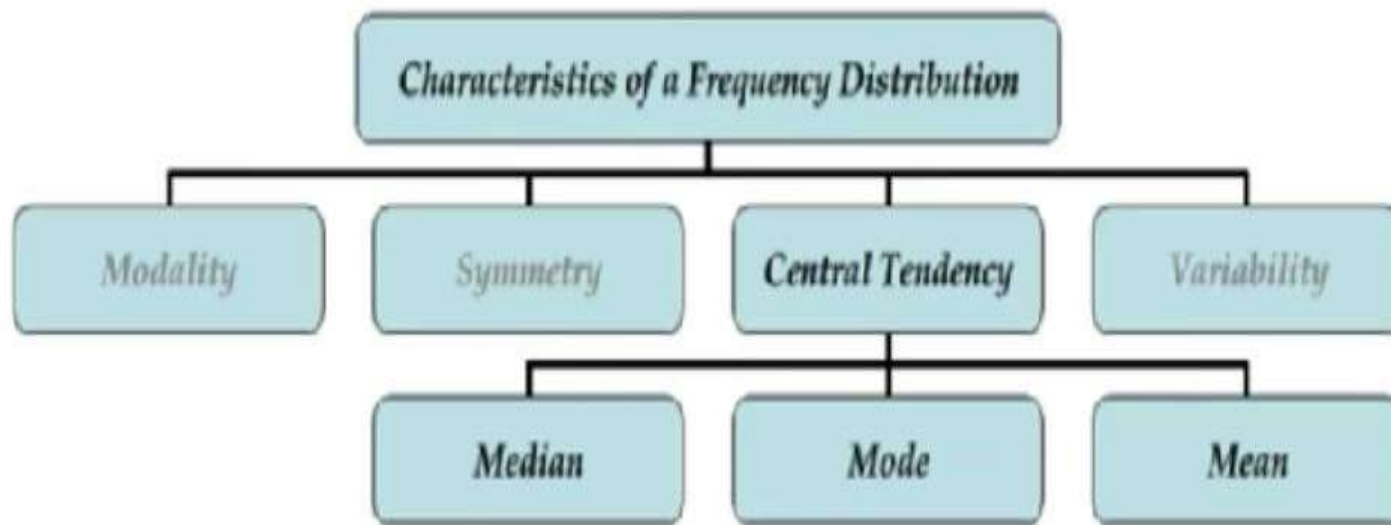 Characteristics of a Frequency Distribution
Modality
Symmetry
Central Tendency
Variability
Median
Mode
Mean